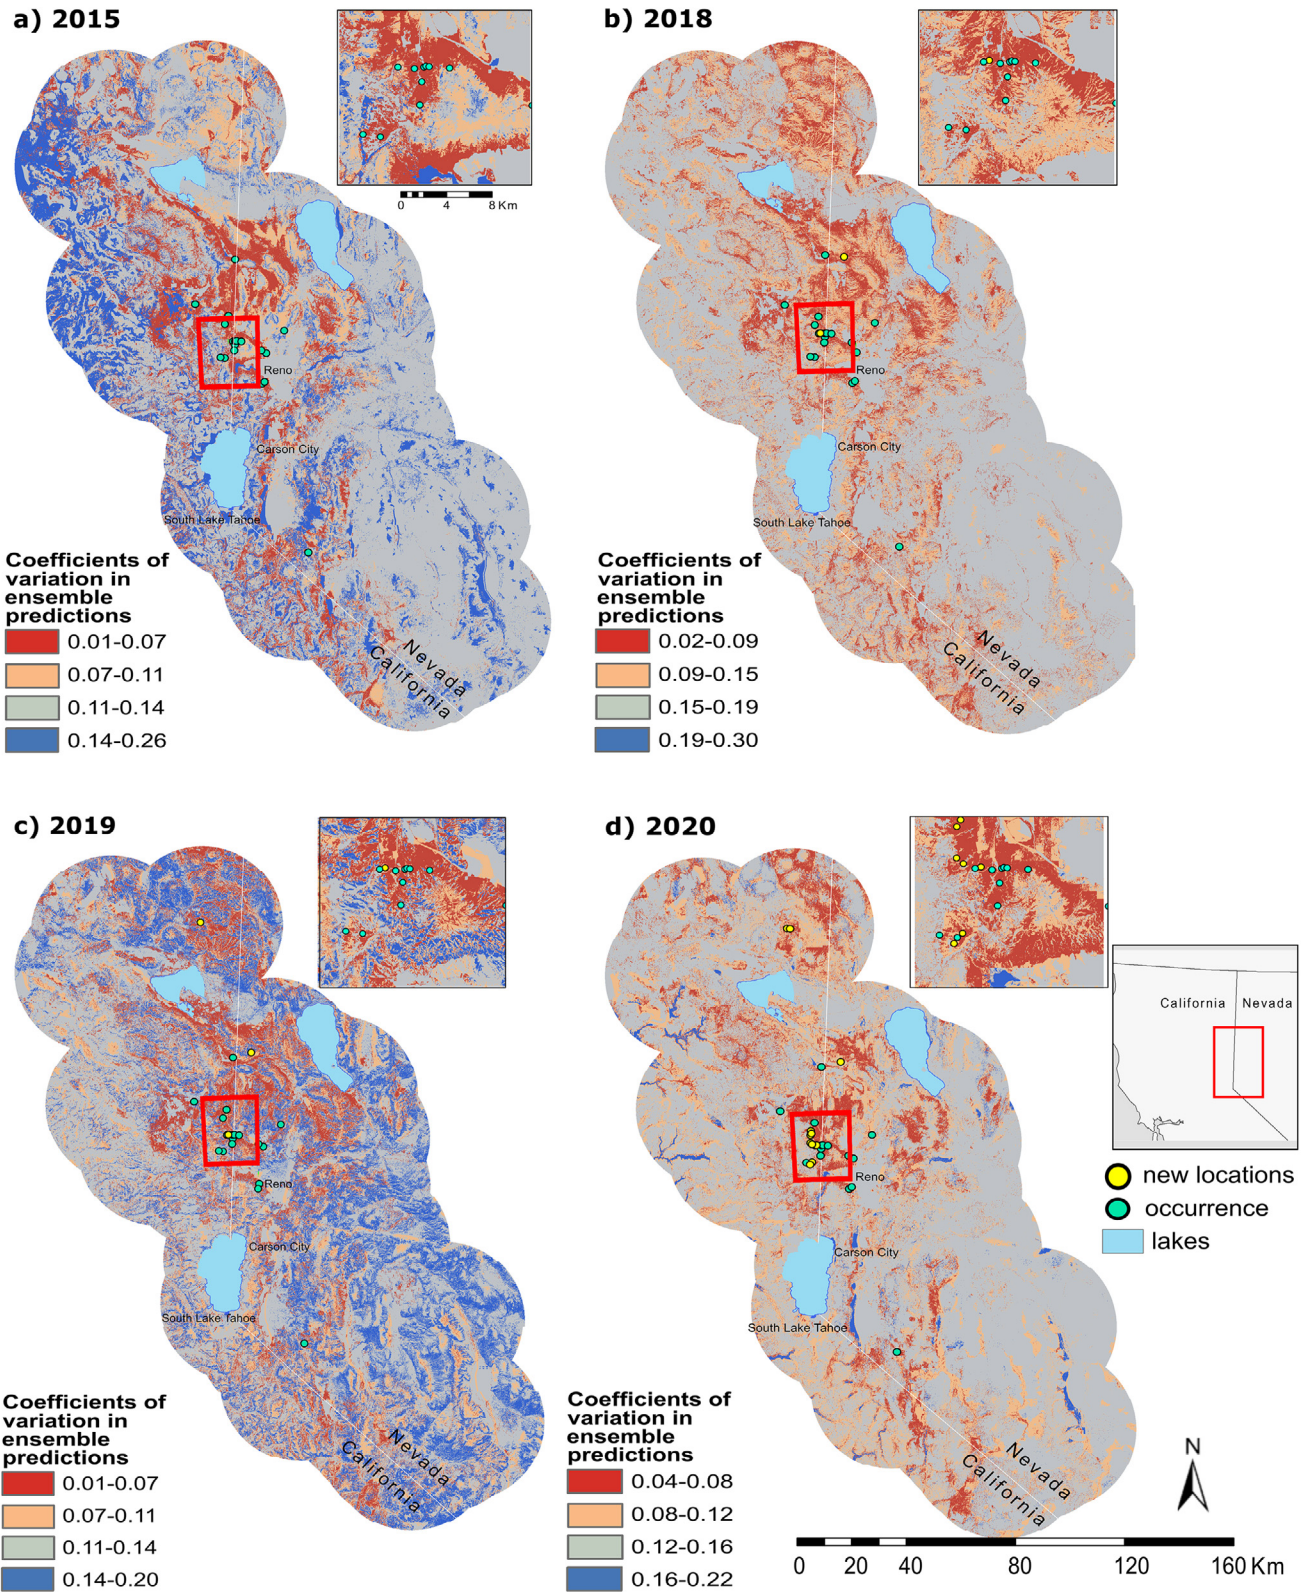 a) 2015
0 4 8 Km
Reno
Carson City
South Lake Tahoe
Nevada
California
Coefficients of
variation in
ensemble
predictions
0.01-0.07
0.07-0.11
0.11-0.14
0.14-0.26
b) 2018
Reno
Carson City
South Lake Tahoe
Nevada
California
Coefficients of
variation in
ensemble
predictions
0.02-0.09
0.09-0.15
0.15-0.19
0.19-0.30
c) 2019
Reno
Carson City
South Lake Tahoe
Nevada
California
Coefficients of
variation in
ensemble
predictions
0.01-0.07
0.07-0.11
0.11-0.14
0.14-0.20
d) 2020
Reno
Carson City
South Lake Tahoe
Nevada
California
Coefficients of
variation in
ensemble
predictions
0.04-0.08
0.08-0.12
0.12-0.16
0.16-0.22
California Nevada
new locations
occurrence
lakes
N
0 20 40 80 120 160 Km